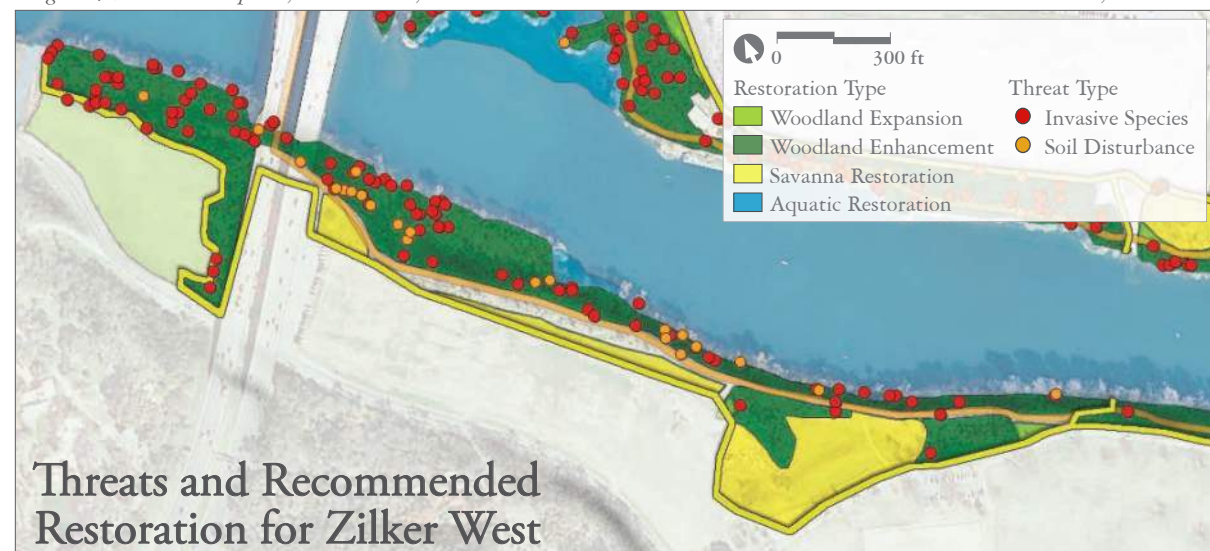 0 300 ft
Restoration Type Threat Type
Woodland Expansion Invasive Species
Woodland Enhancement Soil Disturbance
Savanna Restoration
Aquatic Restoration
Threats and Recommended
Restoration for Zilker West